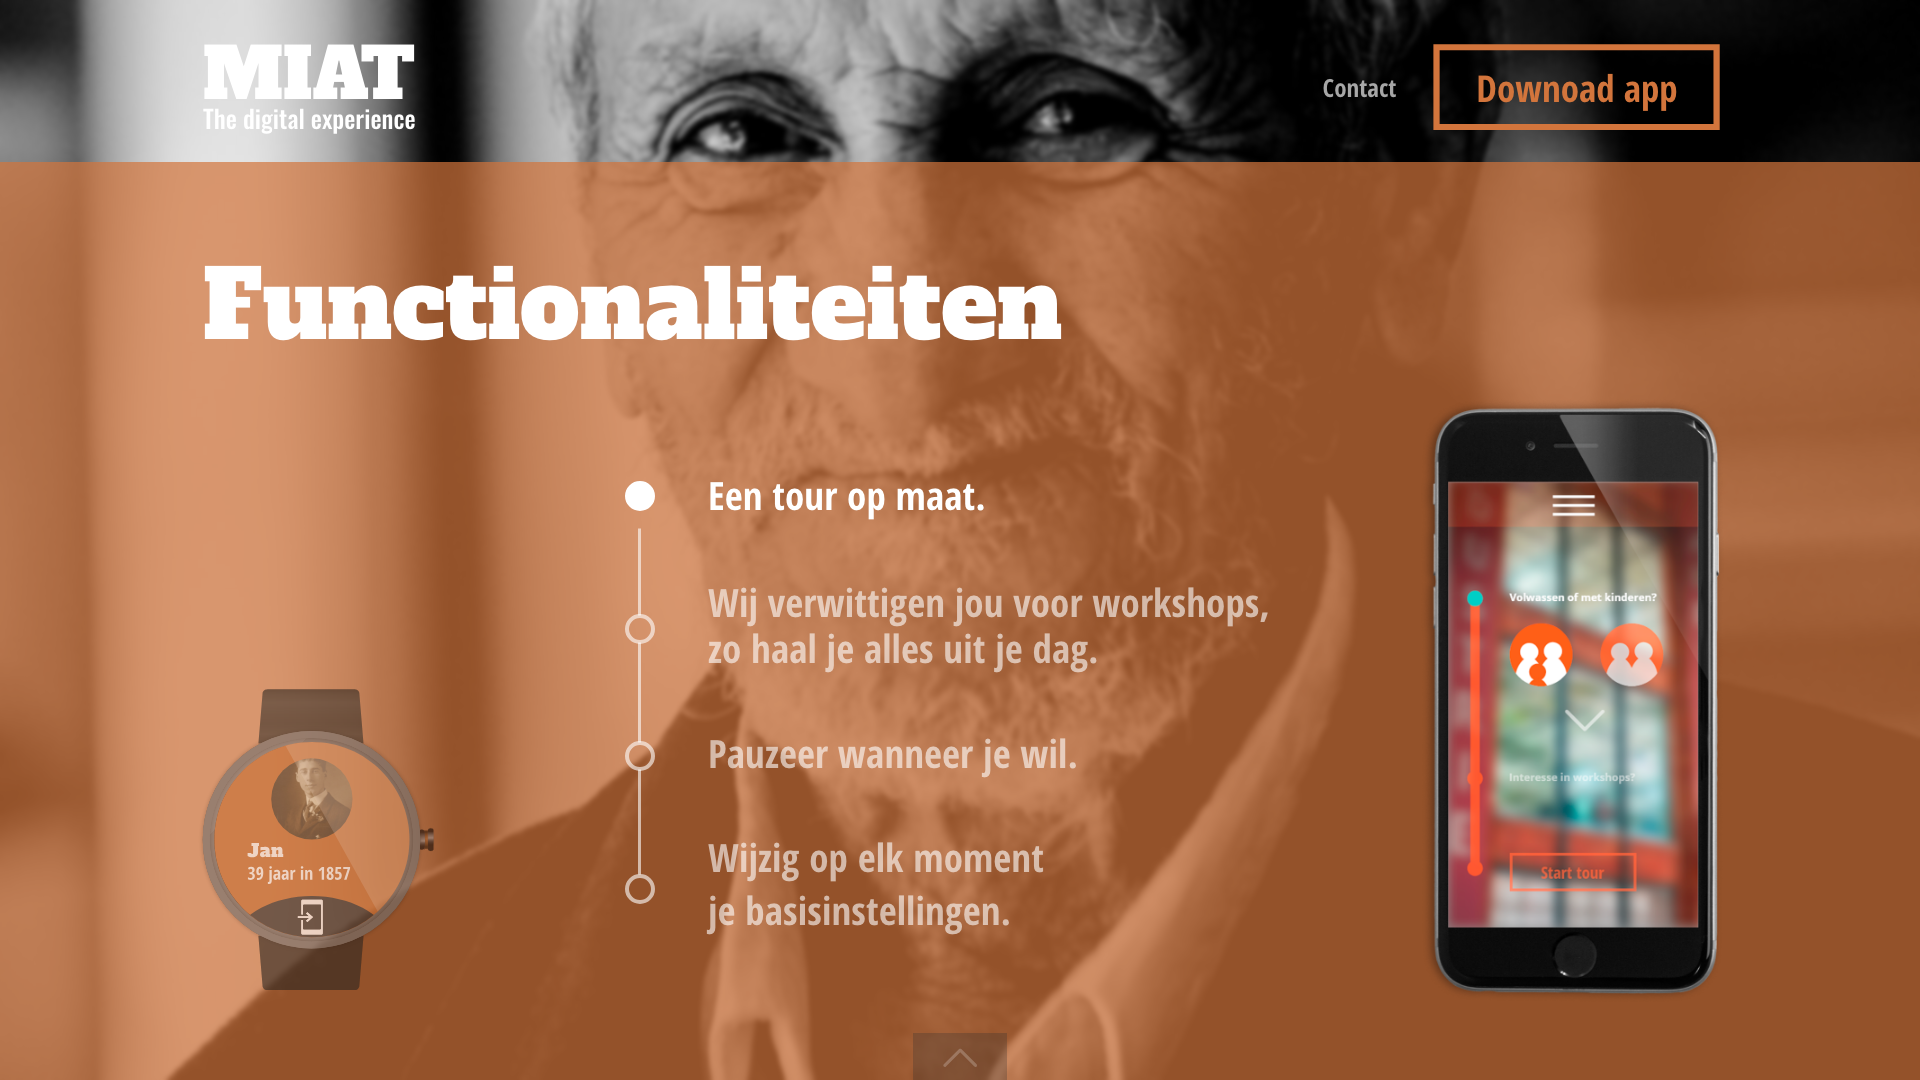 MIAT
The digital experience
Contact
Downoad app
Functionaliteiten
Een tour op maat.
Wij verwittigen jou voor workshops,
zo haal je alles uit je dag.
Pauzeer wanneer je wil.
Wijzig op elk moment
je basisinstellingen.
Jan
39 jaar in 1857
Volwassen of met kinderen?
Interesse in workshops?
Start tour